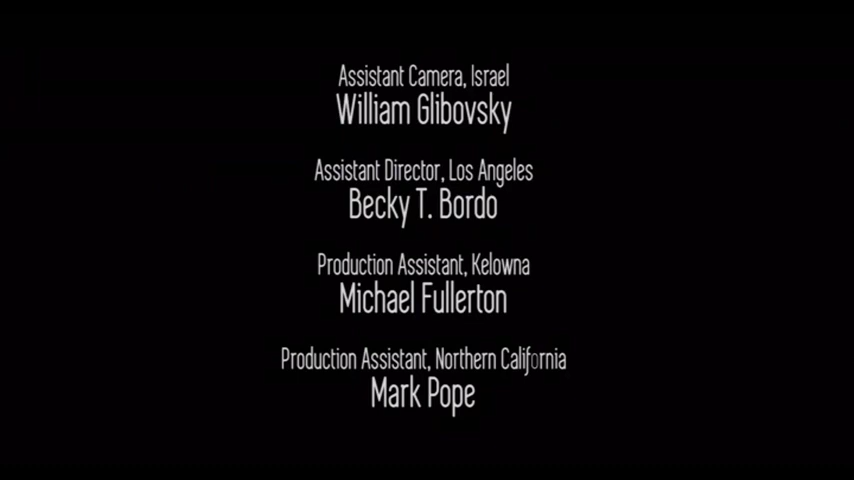 Assistant Camera, Israel
William Glibovsky
Assistant Director, Los Angeles
Becky T. Bordo
Production Assistant, Kelowna
Michael Fullerton
Production Assistant, Northern California
Mark Pope